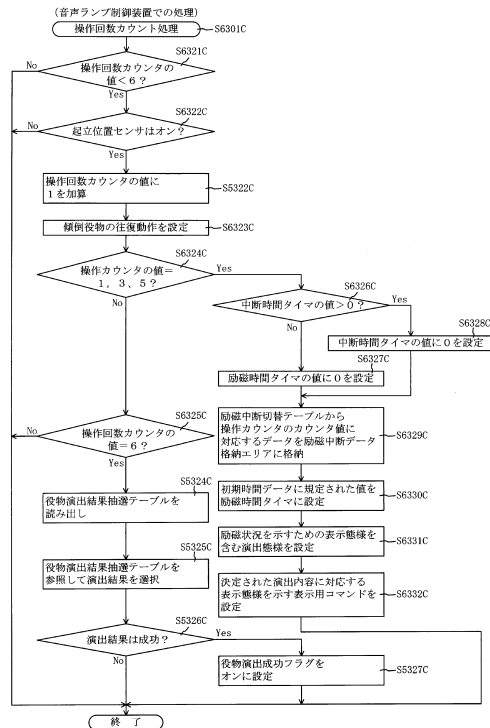 (音声ランプ制御装置での処理)
操作回数カウント処理
S6301C
S6321C
操作回数カウンタの
値<6?
No
Yes
S6322C
起立位置センサはオン?
No
Yes
操作回数カウンタの値に
1を加算
S5322C
傾倒役物の往復動作を設定
S6323C
S6324C
操作カウンタの値=
1,3,5?
Yes
No
S6326C
中断時間タイマの値>0?
Yes
No
S6328C
中断時間タイマの値に0を設定
S6327C
励磁時間タイマの値に0を設定
励磁中断切替テーブルから
操作カウンタのカウンタ値に
対応するデータを励磁中断データ
格納エリアに格納
S6329C
初期時間データに規定された値を
励磁時間タイマに設定
S6330C
励磁状況を示すための表示態様を
含む演出態様を設定
S6331C
決定された演出内容に対応する
表示態様を示す表示用コマンドを
設定
S6332C
S6325C
操作回数カウンタの
値=6?
No
Yes
S5324C
役物演出結果抽選テーブルを
読み出し
S5325C
役物演出結果抽選テーブルを
参照して演出結果を選択
S5326C
演出結果は成功?
Yes
No
役物演出成功フラグを
オンに設定
S5327C
終 了